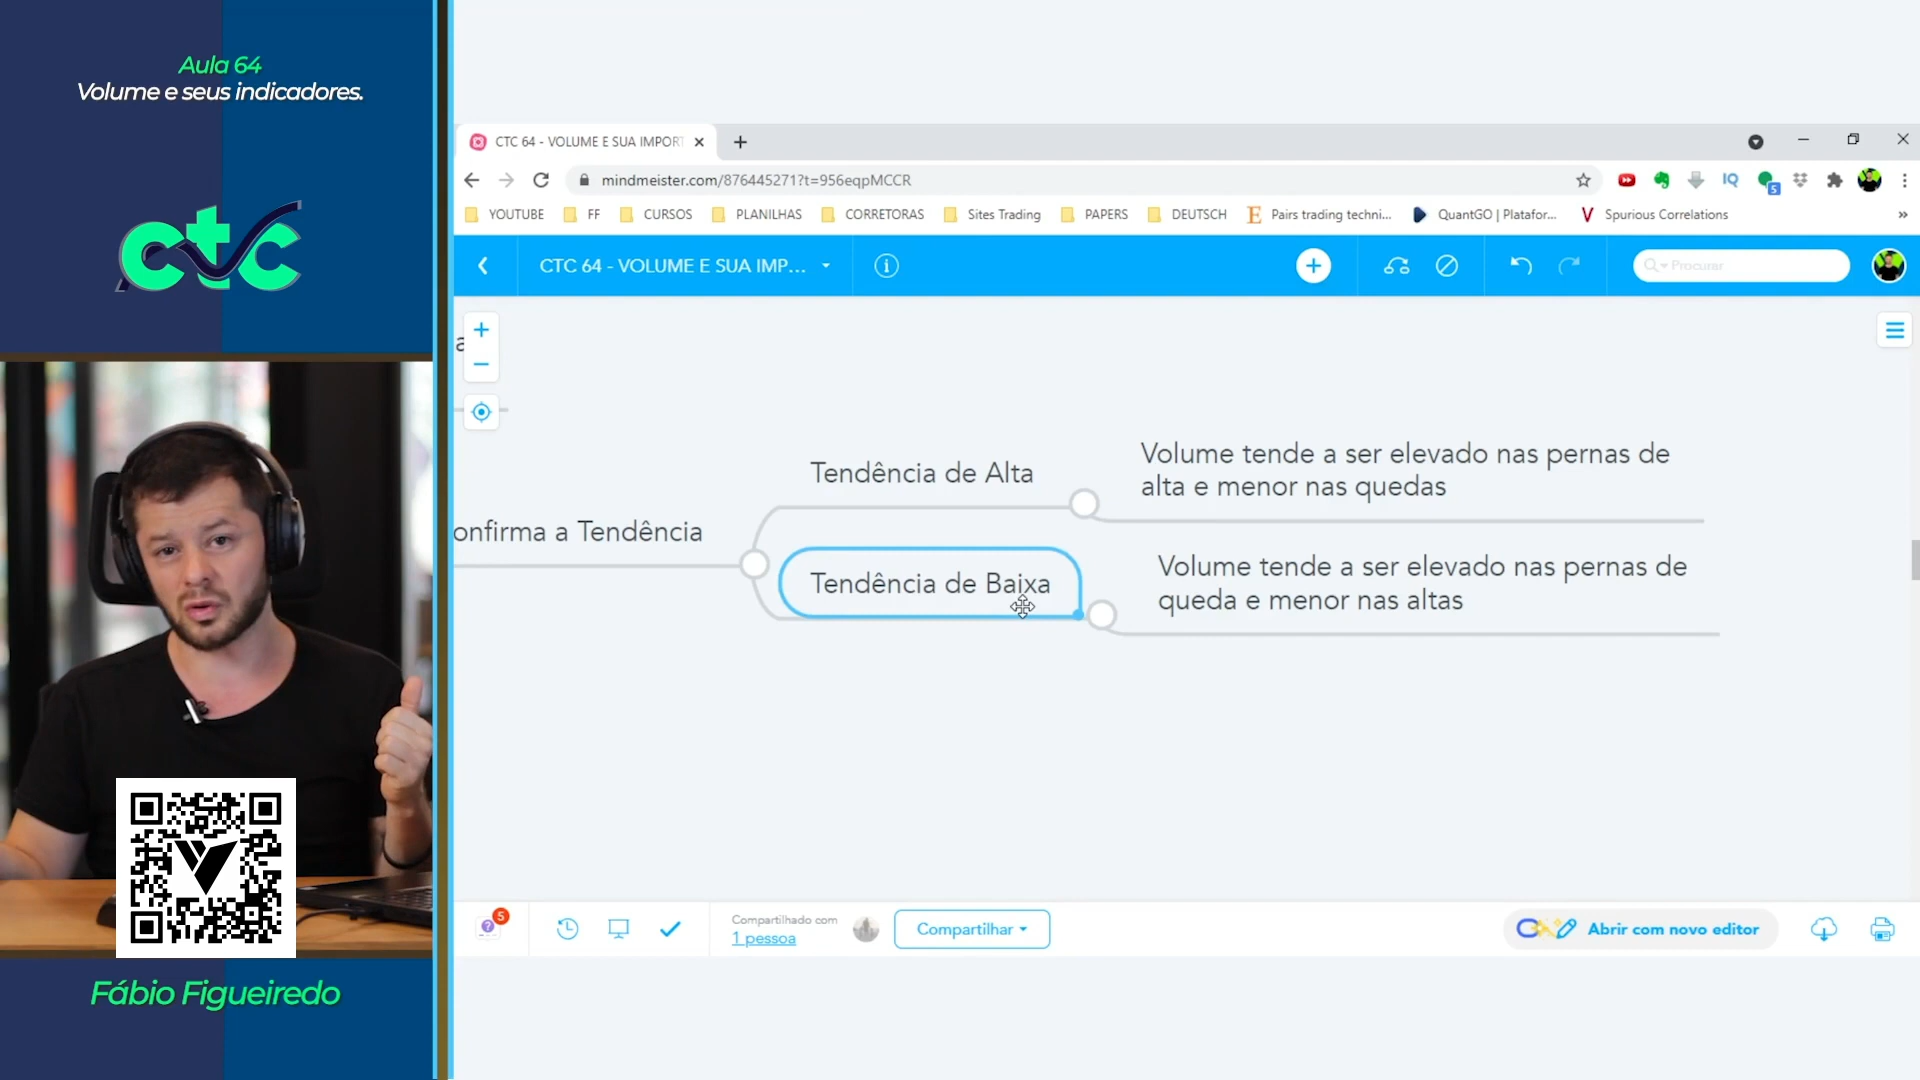 Aula 64
Volume e seus indicadores.
ctc
Fábio Figueiredo
CTC 64 - VOLUME E SUA IMPORT
mindmeister.com/876445271?t=956eqpMCCR
IQ
5
YOUTUBE
FF
CURSOS
PLANILHAS
CORRETORAS
Sites Trading
PAPERS
DEUTSCH
Pairs trading techni...
QuantGO | Platafor...
Spurious Correlations
CTC 64 - VOLUME E SUA IMP...
Procurar
onfirma a Tendência
Tendência de Alta
Volume tende a ser elevado nas pernas de
alta e menor nas quedas
Tendência de Baixa
Volume tende a ser elevado nas pernas de
queda e menor nas altas
5
Compartilhado com
1 pessoa
Compartilhar
Abrir com novo editor